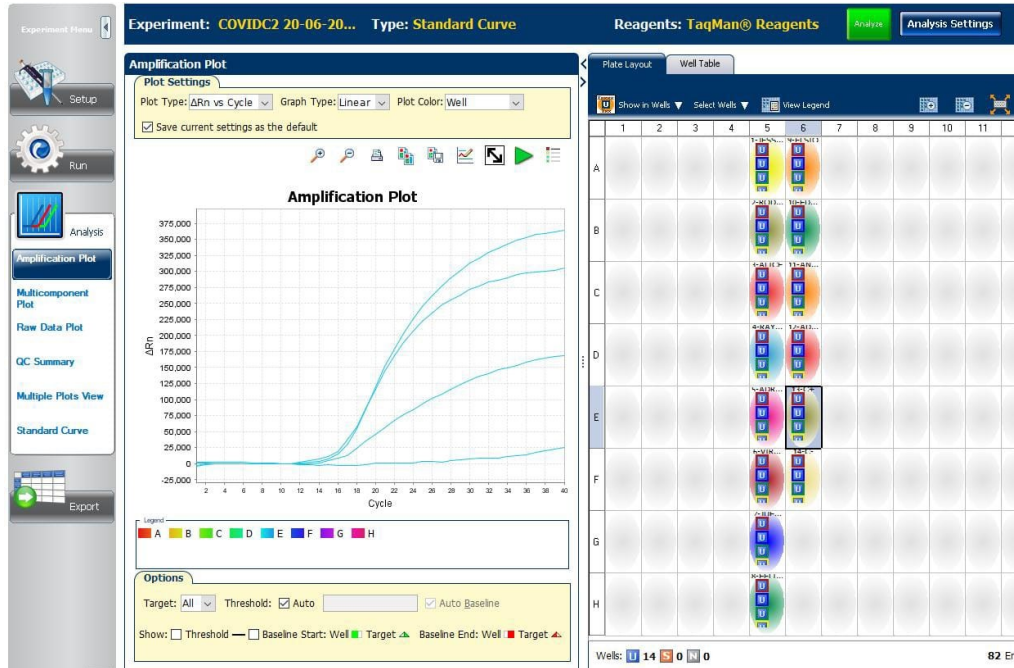 Experiment Menu
Experiment: COVIDC2 20-06-20... Type: Standard Curve Reagents: TaqMan® Reagents Analyze Analysis Settings
Setup
Run
Analysis
Amplification Plot
Multicomponent
Plot
Raw Data Plot
QC Summary
Multiple Plots View
Standard Curve
Export
Amplification Plot
Plot Settings
Plot Type: ΔRn vs Cycle Graph Type: Linear Plot Color: Well
Save current settings as the default
Amplification Plot
375,000
350,000
325,000
300,000
275,000
250,000
225,000
200,000
175,000
150,000
125,000
100,000
75,000
50,000
25,000
0
-25,000
ΔRn
2 4 6 8 10 12 14 16 18 20 22 24 26 28 30 32 34 36 38 40
Cycle
Legend
A B C D E F G H
Options
Target: All Threshold: Auto Auto Baseline
Show: Threshold Baseline Start: Well Target Baseline End: Well Target
Plate Layout Well Table
Show in Wells Select Wells View Legend
1 2 3 4 5 6 7 8 9 10 11
A
U U
U U
U U
B
U U
U U
U U
C
U U
U U
U U
D
U U
U U
U U
E
U U
U U
U U
F
U U
U U
U U
G
U
U
U
H
U
U
U
Wells: U 14 S 0 N 0 82